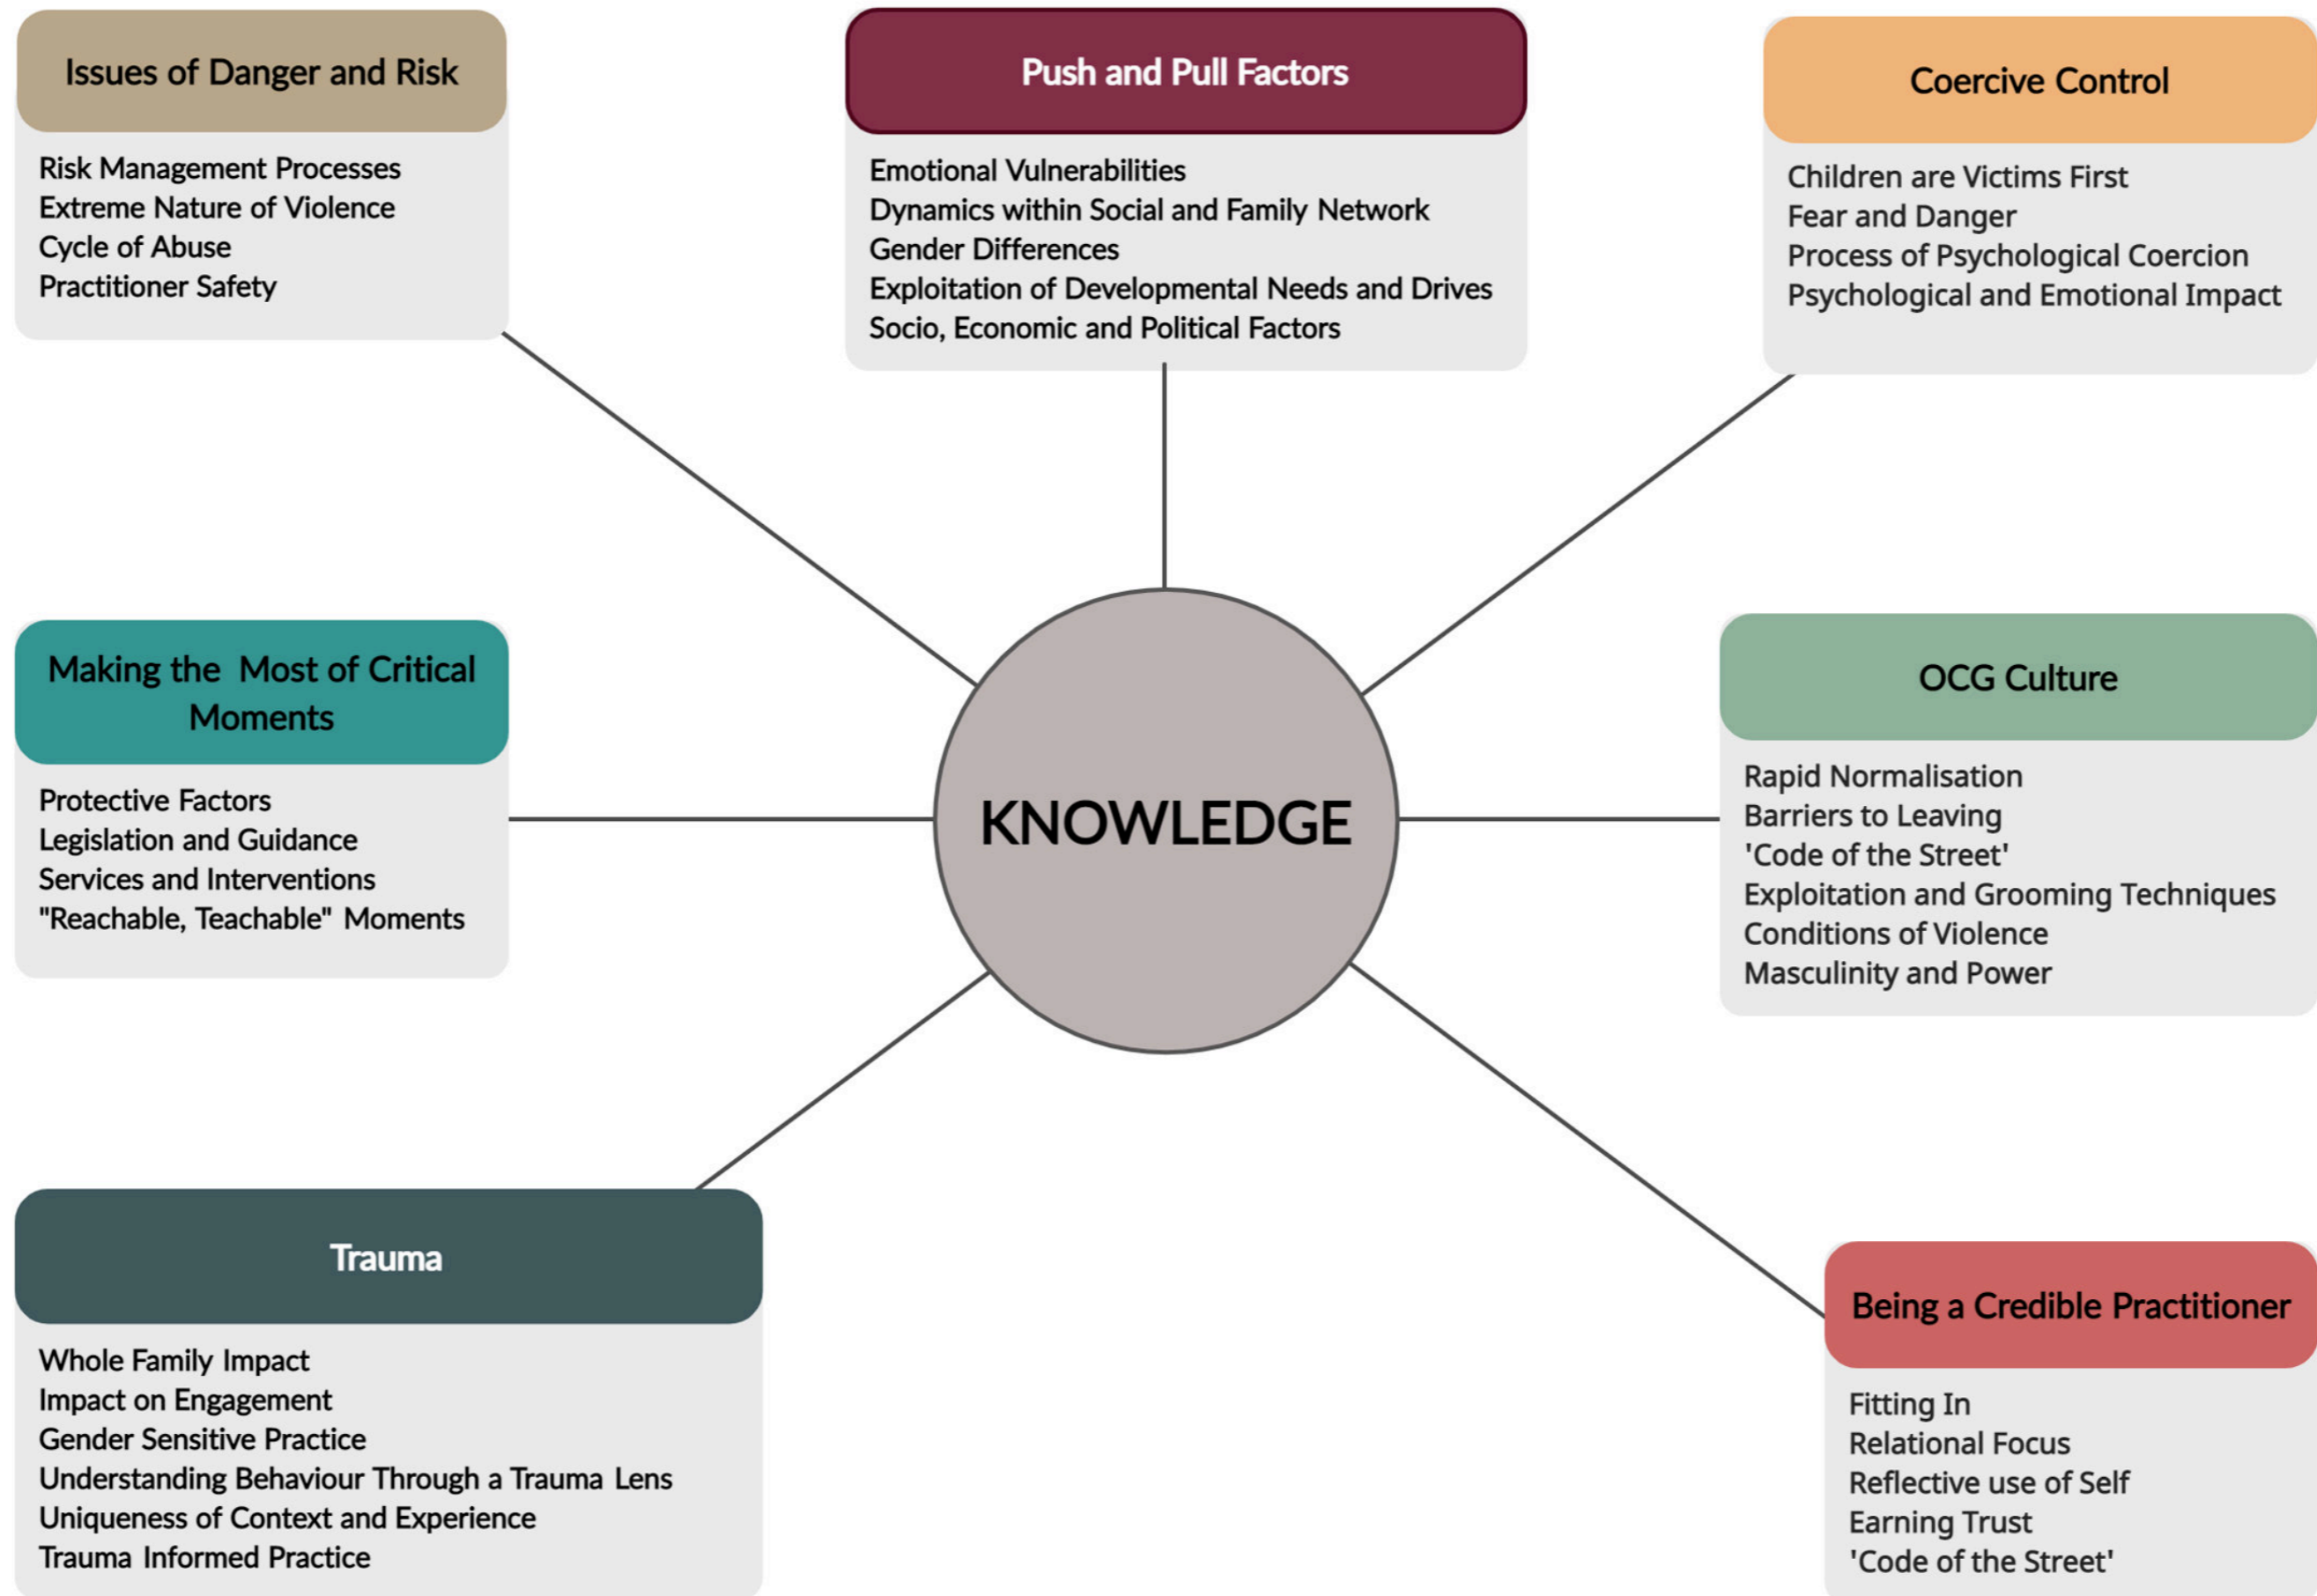 Issues of Danger and Risk
Risk Management Processes
Extreme Nature of Violence
Cycle of Abuse
Practitioner Safety
Push and Pull Factors
Emotional Vulnerabilities
Dynamics within Social and Family Network
Gender Differences
Exploitation of Developmental Needs and Drives
Socio, Economic and Political Factors
Coercive Control
Children are Victims First
Fear and Danger
Process of Psychological Coercion
Psychological and Emotional Impact
Making the Most of Critical
Moments
Protective Factors
Legislation and Guidance
Services and Interventions
"Reachable, Teachable" Moments
KNOWLEDGE
OCG Culture
Rapid Normalisation
Barriers to Leaving
'Code of the Street'
Exploitation and Grooming Techniques
Conditions of Violence
Masculinity and Power
Trauma
Whole Family Impact
Impact on Engagement
Gender Sensitive Practice
Understanding Behaviour Through a Trauma Lens
Uniqueness of Context and Experience
Trauma Informed Practice
Being a Credible Practitioner
Fitting In
Relational Focus
Reflective use of Self
Earning Trust
'Code of the Street'